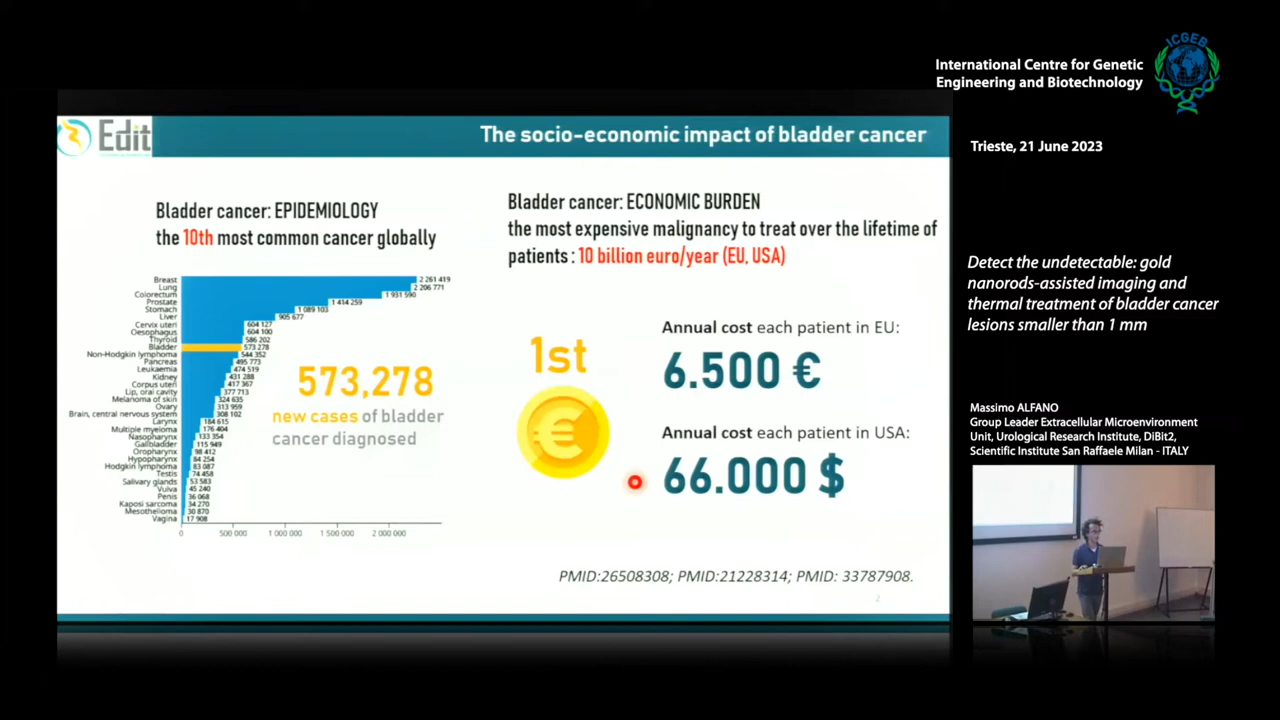 International Centre for Genetic
Engineering and Biotechnology
ICGEB
Trieste, 21 June 2023
Detect the undetectable: gold
nanorods-assisted imaging and
thermal treatment of bladder cancer
lesions smaller than 1 mm
Massimo ALFANO
Group Leader Extracellular Microenvironment
Unit, Urological Research Institute, DiBit2,
Scientific Institute San Raffaele Milan - ITALY
Edit
The socio-economic impact of bladder cancer
Bladder cancer: EPIDEMIOLOGY
the 10th most common cancer globally
Breast 2 261 419
Lung 2 206 771
Colorectum 1 931 590
Prostate 1 414 259
Stomach 1 089 103
Liver 905 677
Cervix uteri 604 127
Oesophagus 604 100
Thyroid 586 202
Bladder 573 278
Non-Hodgkin lymphoma 544 352
Pancreas 495 773
Leukaemia 474 519
Kidney 431 288
Corpus uteri 417 367
Lip, oral cavity 377 713
Melanoma of skin 324 635
Ovary 313 959
Brain, central nervous system 308 102
Larynx 184 615
Multiple myeloma 176 404
Nasopharynx 133 354
Gallbladder 115 949
Oropharynx 98 412
Hypopharynx 84 254
Hodgkin lymphoma 83 087
Testis 74 458
Salivary glands 53 583
Vulva 45 240
Penis 36 068
Kaposi sarcoma 34 270
Mesothelioma 30 870
Vagina 17 908
0 500 000 1 000 000 1 500 000 2 000 000
573,278
new cases of bladder
cancer diagnosed
Bladder cancer: ECONOMIC BURDEN
the most expensive malignancy to treat over the lifetime of
patients : 10 billion euro/year (EU, USA)
1st
€
Annual cost each patient in EU:
6.500 €
Annual cost each patient in USA:
66.000 $
PMID:26508308; PMID:21228314; PMID: 33787908.
2